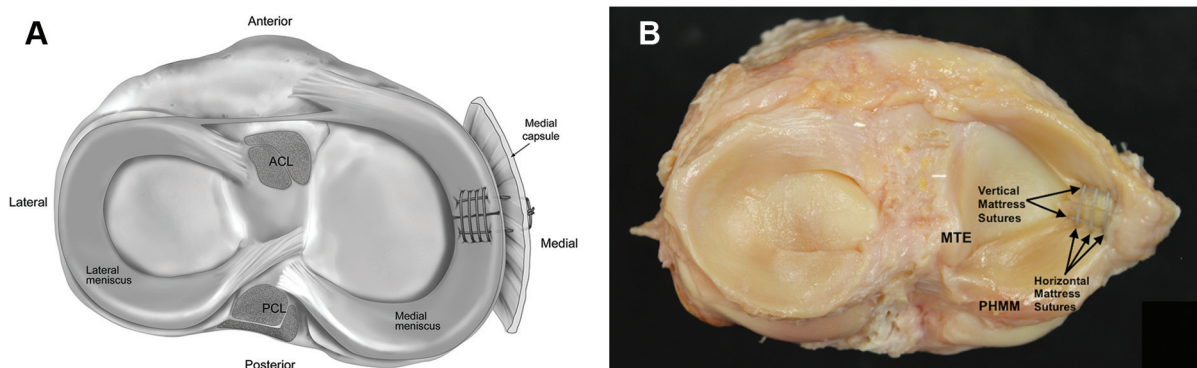 A
Anterior
ACL
Medial
capsule
Lateral
Medial
Lateral
meniscus
PCL
Medial
meniscus
Posterior
B
Vertical
Mattress
Sutures
MTE
Horizontal
Mattress
Sutures
PHMM